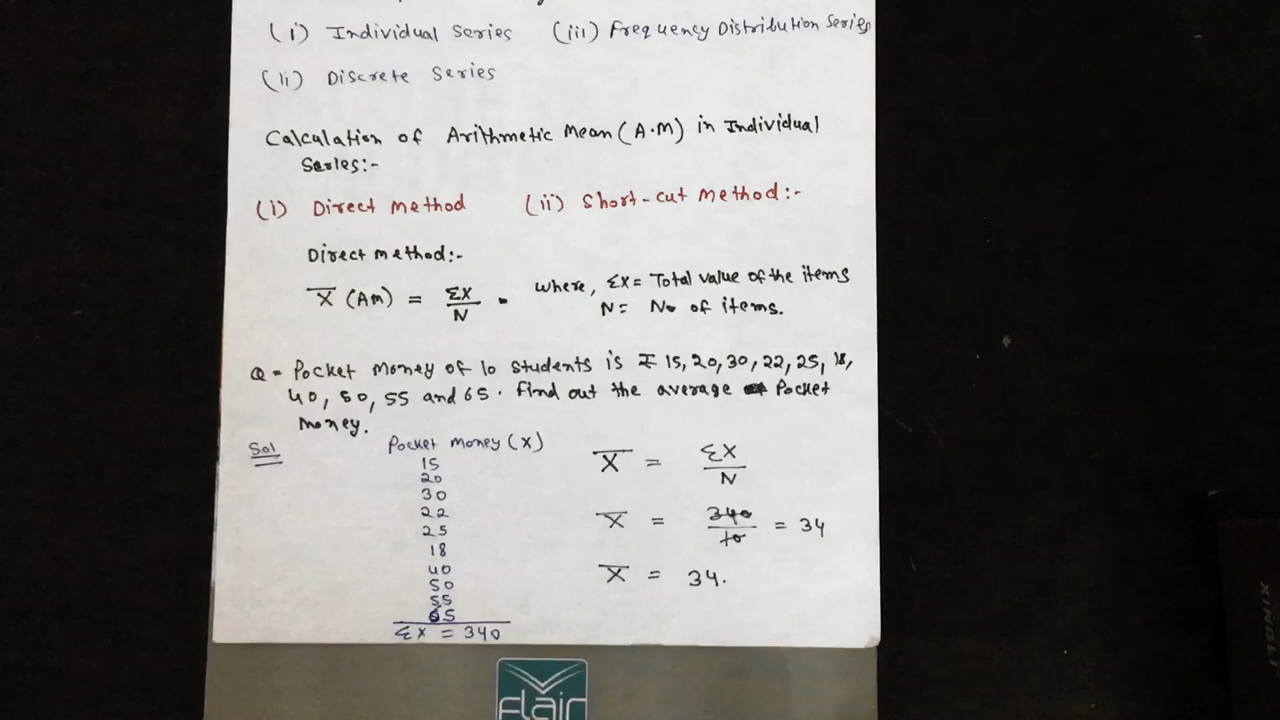 (i) Individual Series (iii) Frequency Distribution Series
(ii) Discrete Series
Calculation of Arithmetic Mean (A.M) in Individual
Series:-
(i) Direct Method (ii) Short-cut Method:-
Direct method:-
X̅ (AM) = ΣX/N where, ΣX = Total value of the items
N = No of items.
Q = Pocket Money of 10 students is ₹ 15, 20, 30, 22, 25, 18,
40, 50, 55 and 65. Find out the average Pocket
Money.
Sol Pocket money (X)
15
20
30
22
25
18
40
50
55
65
ΣX = 340
X̅ = ΣX/N
X̅ = 340/10 = 34
X̅ = 34.
Flair